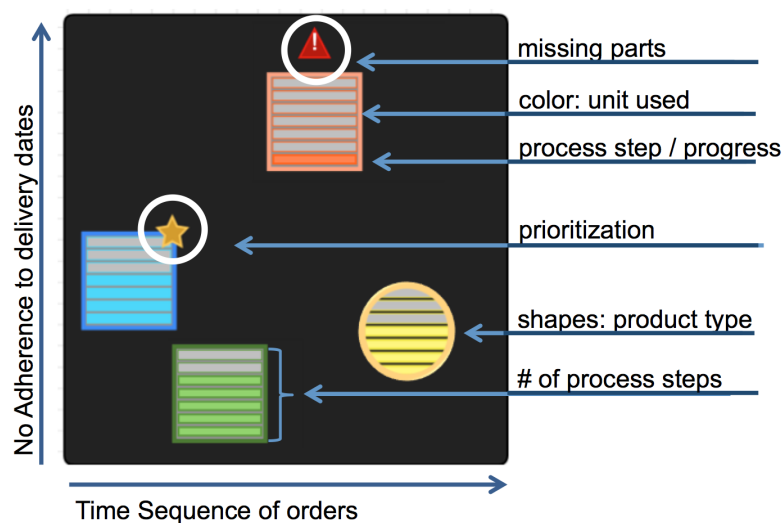 missing parts
color: unit used
process step / progress
prioritization
shapes: product type
# of process steps
No Adherence to delivery dates
Time Sequence of orders
!